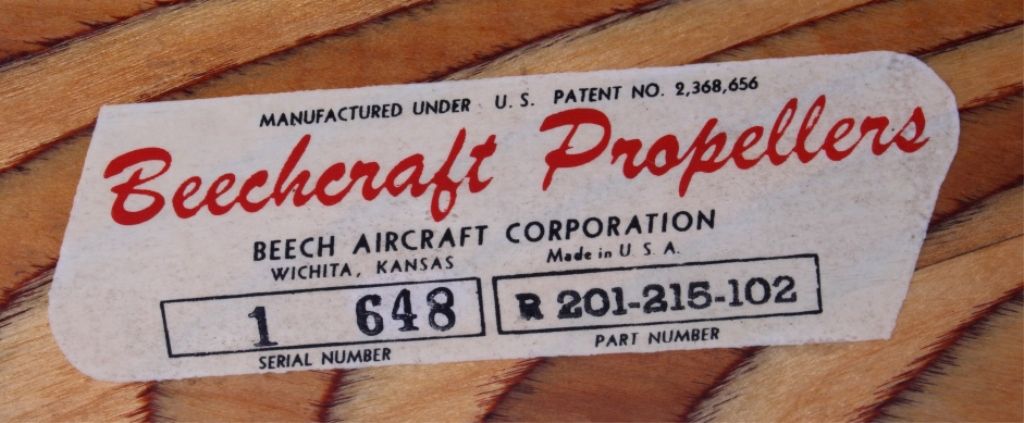 MANUFACTURED UNDER U. S. PATENT NO. 2,368,656
Beechcraft Propellers
BEECH AIRCRAFT CORPORATION
WICHITA, KANSAS Made in U. S. A.
1 648 R 201-215-102
SERIAL NUMBER PART NUMBER